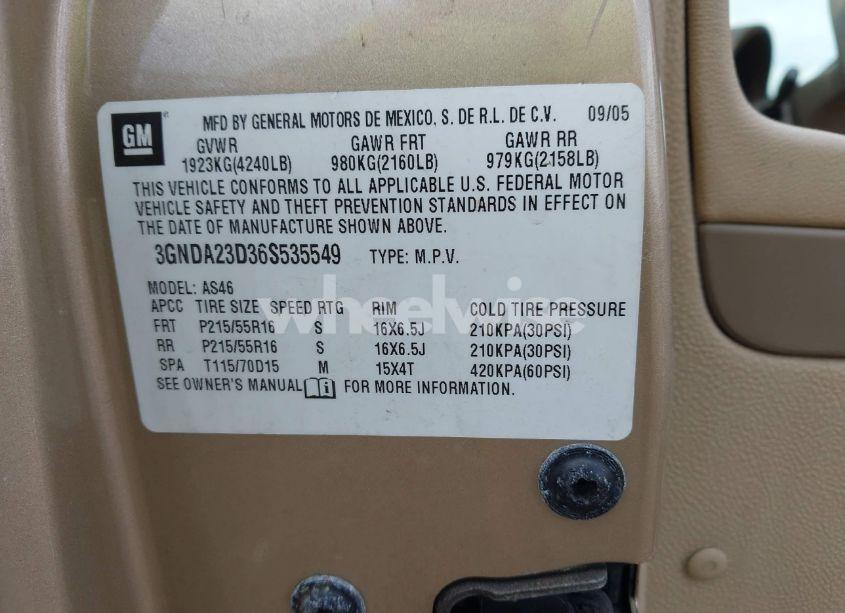 GM
MFD BY GENERAL MOTORS DE MEXICO, S. DE R.L. DE C.V. 09/05
GVWR GAWR FRT GAWR RR
1923KG(4240LB) 980KG(2160LB) 979KG(2158LB)
THIS VEHICLE CONFORMS TO ALL APPLICABLE U.S. FEDERAL MOTOR
VEHICLE SAFETY AND THEFT PREVENTION STANDARDS IN EFFECT ON
THE DATE OF MANUFACTURE SHOWN ABOVE.
3GNDA23D36S535549 TYPE: M.P.V.
MODEL: AS46
APCC TIRE SIZE SPEED RTG RIM COLD TIRE PRESSURE
FRT P215/55R16 S 16X6.5J 210KPA(30PSI)
RR P215/55R16 S 16X6.5J 210KPA(30PSI)
SPA T115/70D15 M 15X4T 420KPA(60PSI)
SEE OWNER'S MANUAL FOR MORE INFORMATION.
wheelwise